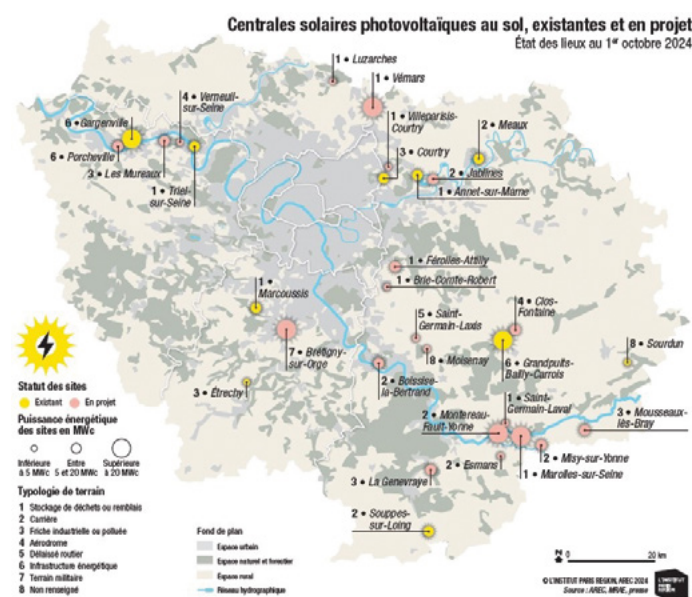 Centrales solaires photovoltaïques au sol, existantes et en projet
État des lieux au 1er octobre 2024
1 • Luzarches
1 • Vémars
4 • Verneuil-
sur-Seine
6 • Gargenville
1 • Villeparisis-
Courtry
2 • Meaux
3 • Courtry
6 • Porcheville
3 • Les Mureaux
2 • Jablines
1 • Triel-
sur-Seine
1 • Annet-sur-Marne
1 • Férolles-Attilly
1 • Brie-Comte-Robert
1 •
Marcoussis
5 • Saint-
Germain-Laxis
4 • Clos-
Fontaine
8 • Sourdun
7 • Brétigny-
sur-Orge
8 • Moisenay
6 • Grandpuits-
Bailly-Carrois
3 • Étrechy
2 • Boissise-
la-Bertrand
1 • Saint-
Germain-Laval
2 • Montereau-
Fault-Yonne
3 • Mousseaux-
lès-Bray
2 • Esmans
2 • Misy-sur-Yonne
1 • Marolles-sur-Seine
3 • La Genevraye
2 • Souppes-
sur-Loing
Statut des sites
Existant
En projet
Puissance énergétique
des sites en MWc
Inférieure
à 5 MWc
Entre
5 et 20 MWc
Supérieure
à 20 MWc
Typologie de terrain
1 Stockage de déchets ou remblais
2 Carrière
3 Friche industrielle ou polluée
4 Aérodrome
5 Délaissé routier
6 Infrastructure énergétique
7 Terrain militaire
8 Non renseigné
Fond de plan
Espace urbain
Espace naturel et forestier
Espace rural
Réseau hydrographique
N
0
20 km
© L'INSTITUT PARIS REGION, AREC 2024
Source : AREC, MRAE, presse
L'INSTITUT
PARIS
REGION